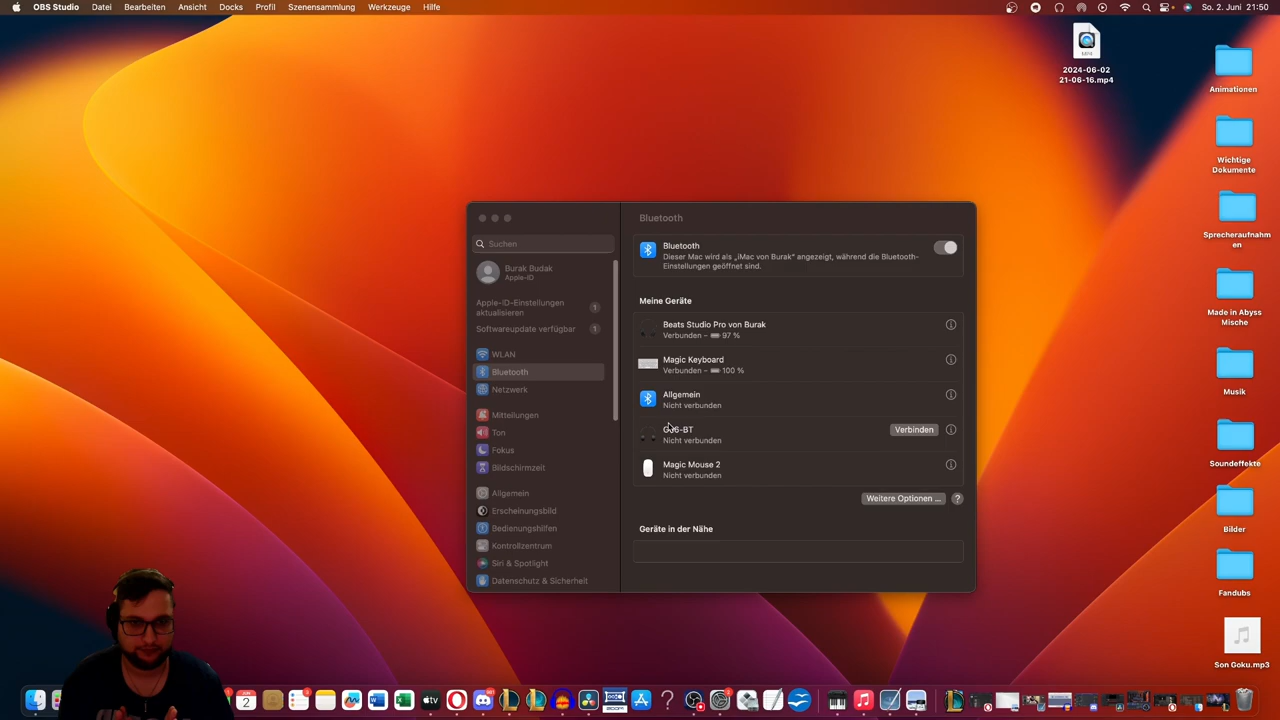 OBS Studio Datei Bearbeiten Ansicht Docks Profil Szenensammlung Werkzeuge Hilfe
So. 2. Juni 21:50
MP4
2024-06-02
21-06-16.mp4
Animationen
Wichtige
Dokumente
Sprecheraufnahm
en
Made in Abyss
Mische
Musik
Soundeffekte
Bilder
Fandubs
Son Goku.mp3
Suchen
Burak Budak
Apple-ID
Apple-ID-Einstellungen
aktualisieren
1
Softwareupdate verfügbar
1
WLAN
Bluetooth
Netzwerk
Mitteilungen
Ton
Fokus
Bildschirmzeit
Allgemein
Erscheinungsbild
Bedienungshilfen
Kontrollzentrum
Siri & Spotlight
Datenschutz & Sicherheit
Bluetooth
Bluetooth
Dieser Mac wird als „iMac von Burak“ angezeigt, während die Bluetooth-
Einstellungen geöffnet sind.
Meine Geräte
Beats Studio Pro von Burak
Verbunden – 97 %
Magic Keyboard
Verbunden – 100 %
Allgemein
Nicht verbunden
Verbinden
Nicht verbunden
Magic Mouse 2
Nicht verbunden
Weitere Optionen ...
?
Geräte in der Nähe